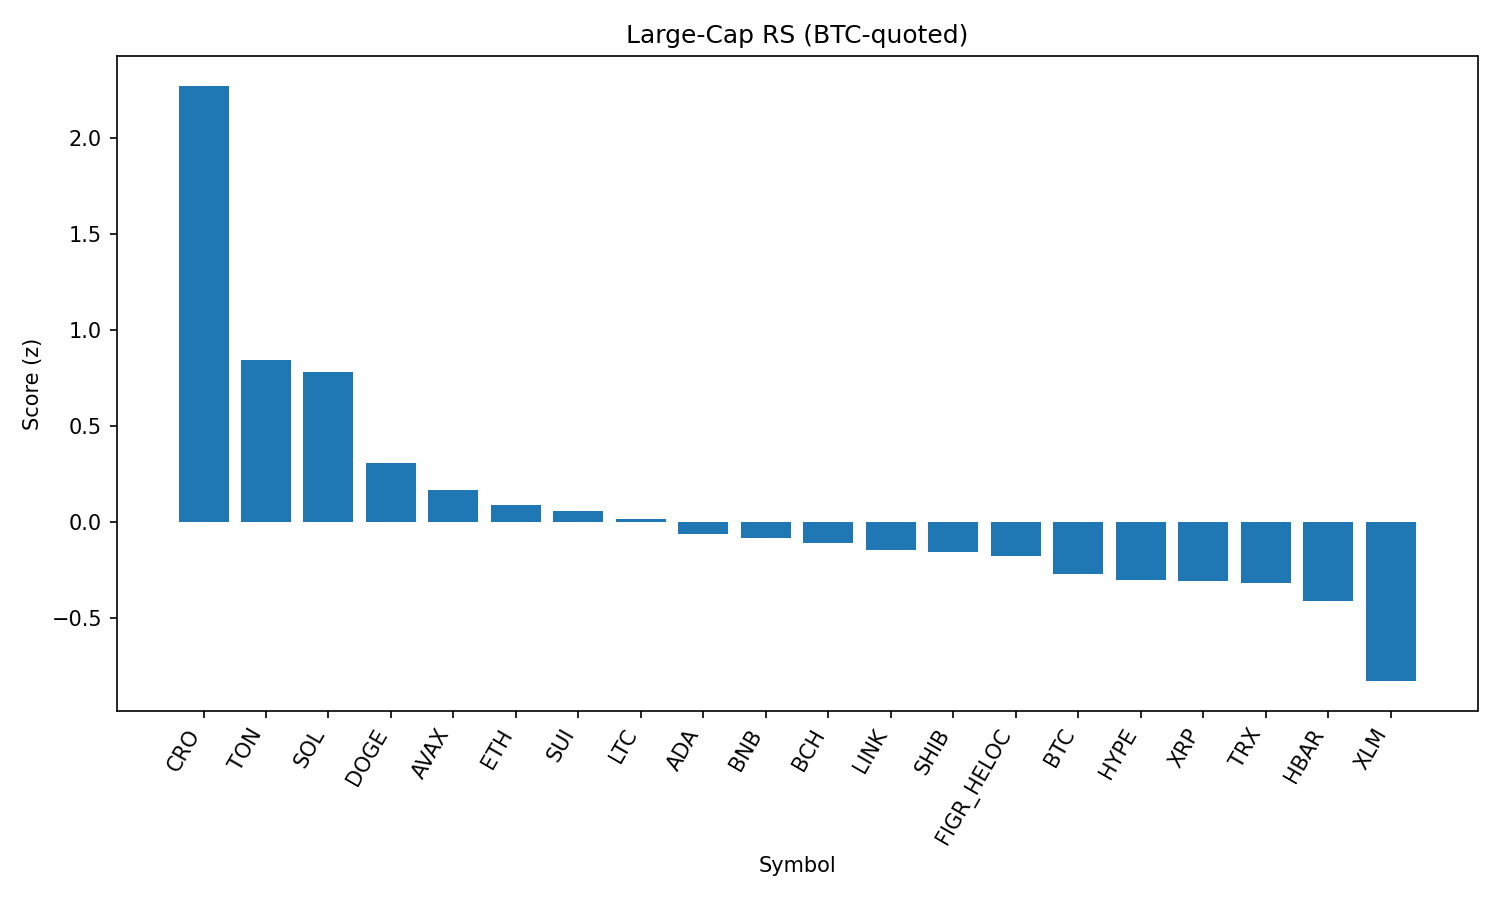 Large-Cap RS (BTC-quoted)
Score (z)
2.0
1.5
1.0
0.5
0.0
−0.5
CRO
TON
SOL
DOGE
AVAX
ETH
SUI
LTC
ADA
BNB
BCH
LINK
SHIB
FIGR_HELOC
BTC
HYPE
XRP
TRX
HBAR
XLM
Symbol